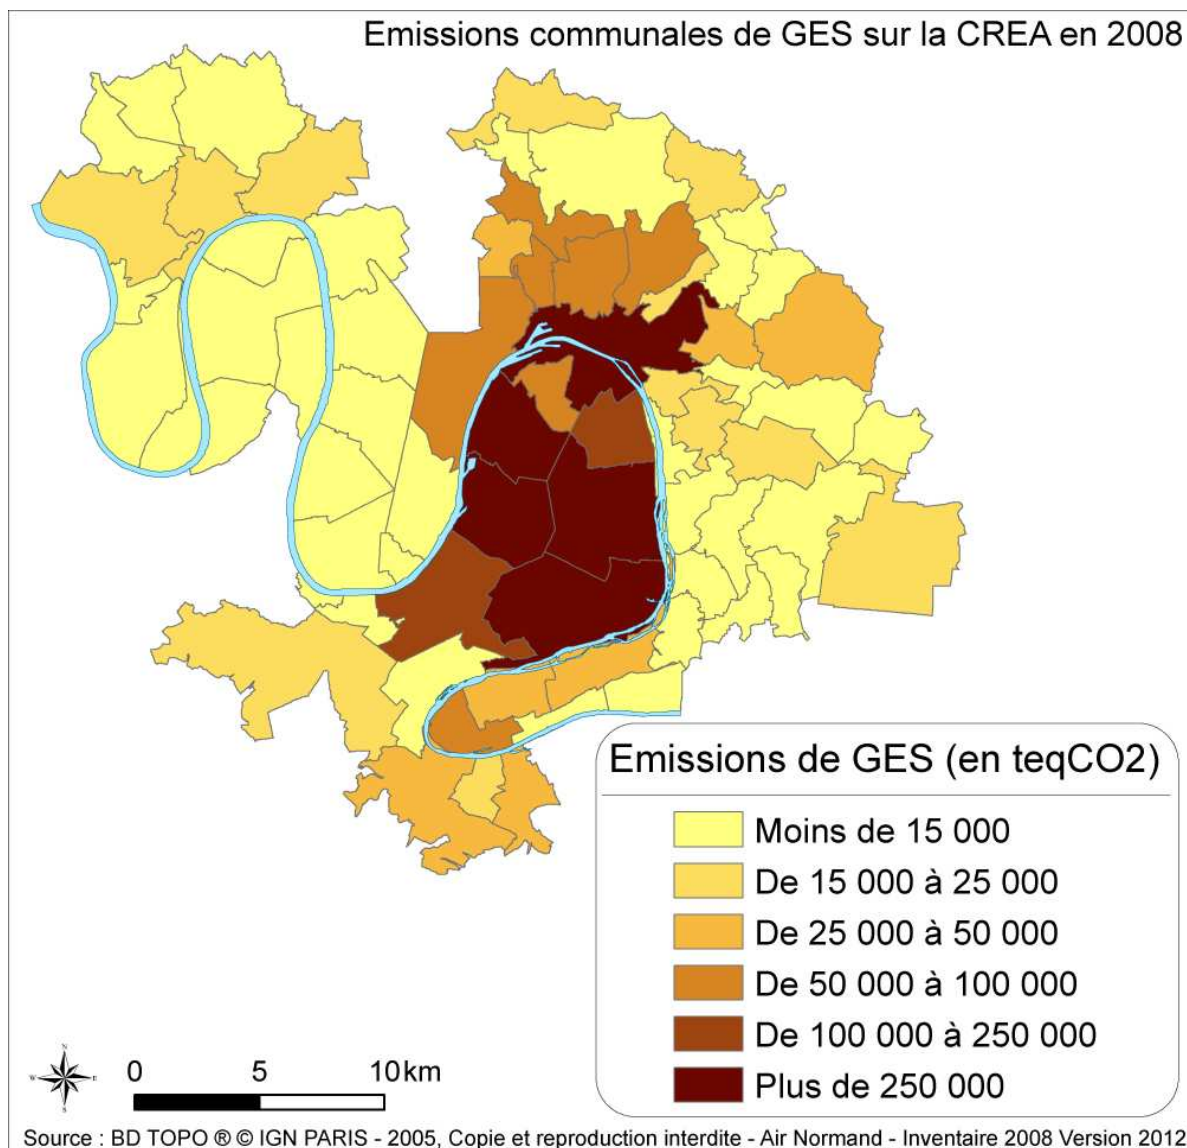 Emissions communales de GES sur la CREA en 2008
Emissions de GES (en teqCO2)
Moins de 15 000
De 15 000 à 25 000
De 25 000 à 50 000
De 50 000 à 100 000
De 100 000 à 250 000
Plus de 250 000
N
W E
S
0 5 10 km
Source : BD TOPO ® © IGN PARIS - 2005, Copie et reproduction interdite - Air Normand - Inventaire 2008 Version 2012